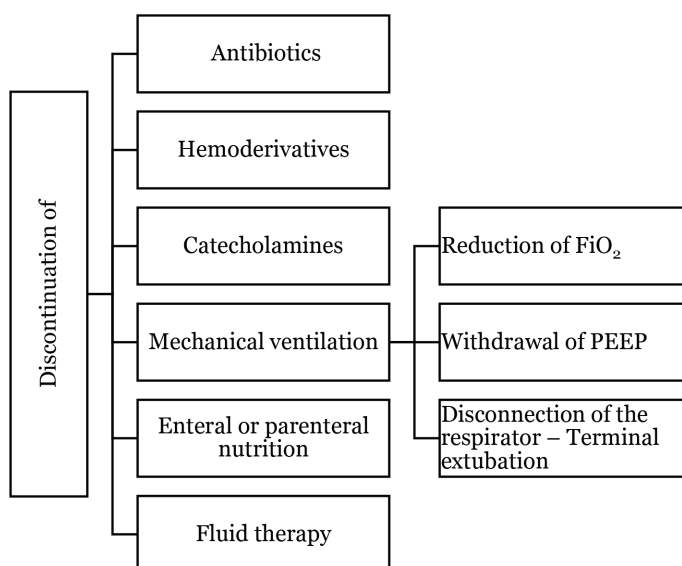 Discontinuation of
Antibiotics
Hemoderivatives
Catecholamines
Mechanical ventilation
Enteral or parenteral
nutrition
Fluid therapy
Reduction of FiO₂
Withdrawal of PEEP
Disconnection of the
respirator – Terminal
extubation